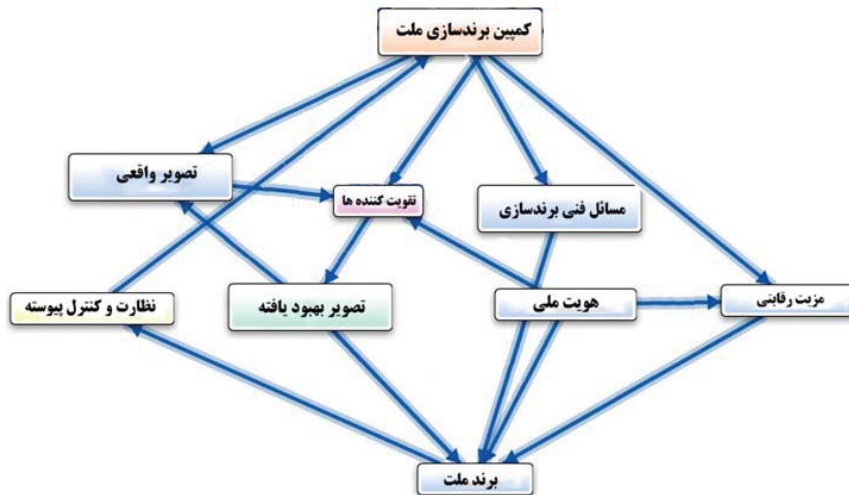 کمپین برندسازی ملت
تصویر واقعی
تقویت کننده ها
مسائل فنی برندسازی
نظارت و کنترل پیوسته
تصویر بهبود یافته
هویت ملی
مزیت رقابتی
برند ملت